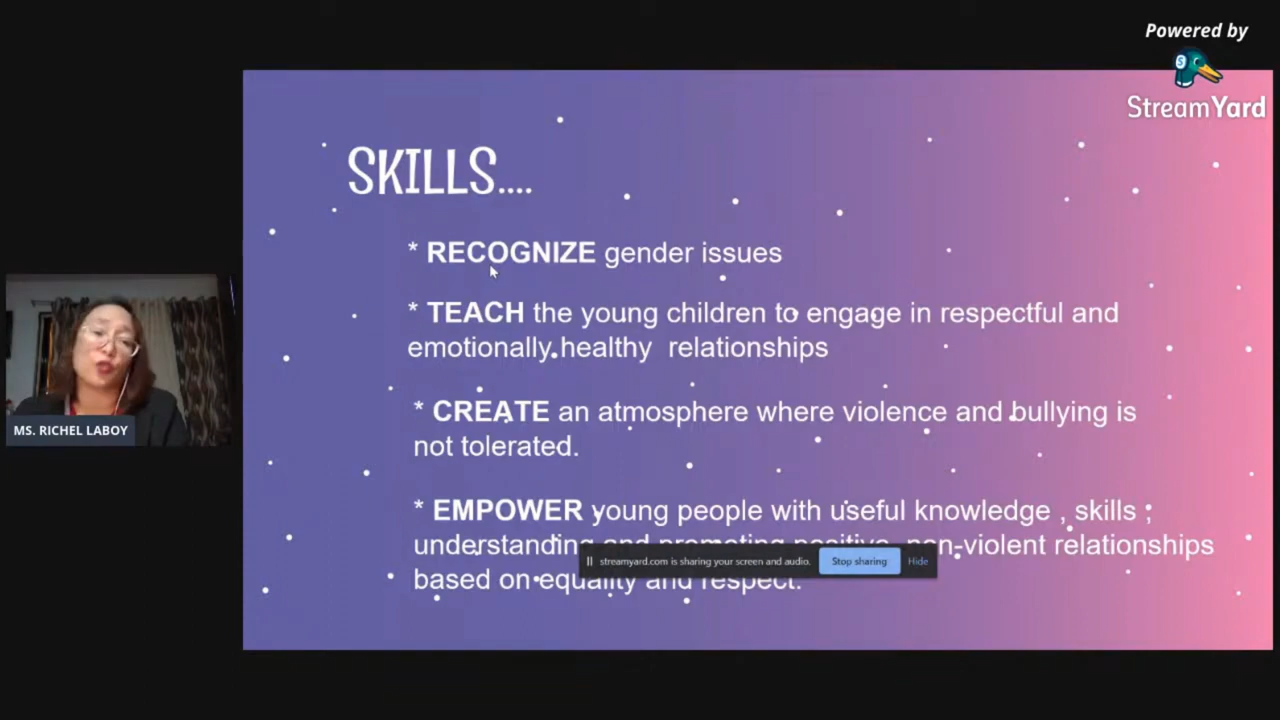 Powered by
StreamYard
SKILLS....
* RECOGNIZE gender issues
* TEACH the young children to engage in respectful and
emotionally healthy relationships
* CREATE an atmosphere where violence and bullying is
not tolerated.
* EMPOWER young people with useful knowledge , skills ;
understanding and promoting positive, non-violent relationships
based on equality and respect.
streamyard.com is sharing your screen and audio.
Stop sharing
Hide
MS. RICHEL LABOY